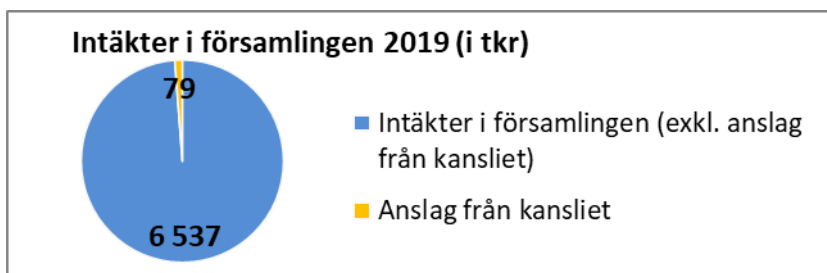 Intäkter i församlingen 2019 (i tkr)
79
6 537
Intäkter i församlingen (exkl. anslag
från kansliet)
Anslag från kansliet